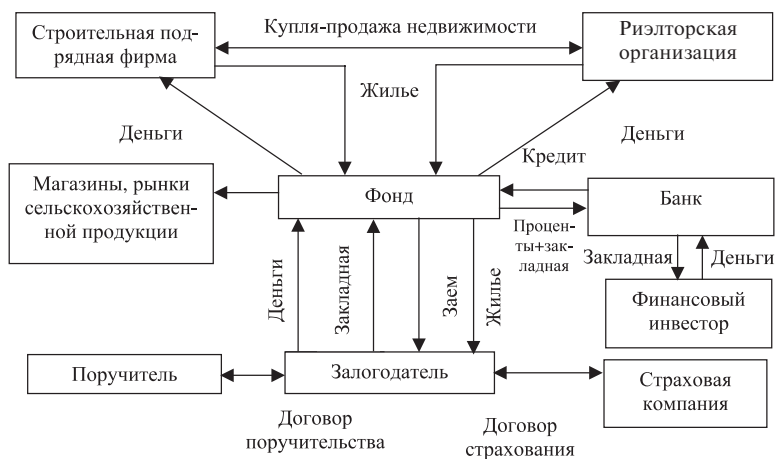 Строительная под-
рядная фирма
Купля-продажа недвижимости
Риэлторская
организация
Жилье
Деньги
Деньги
Кредит
Магазины, рынки
сельскохозяйствен-
ной продукции
Фонд
Банк
Процен-
ты+зак-
ладная
Закладная
Деньги
Деньги
Закладная
Заем
Жилье
Финансовый
инвестор
Поручитель
Залогодатель
Страховая
компания
Договор
поручительства
Договор
страхования